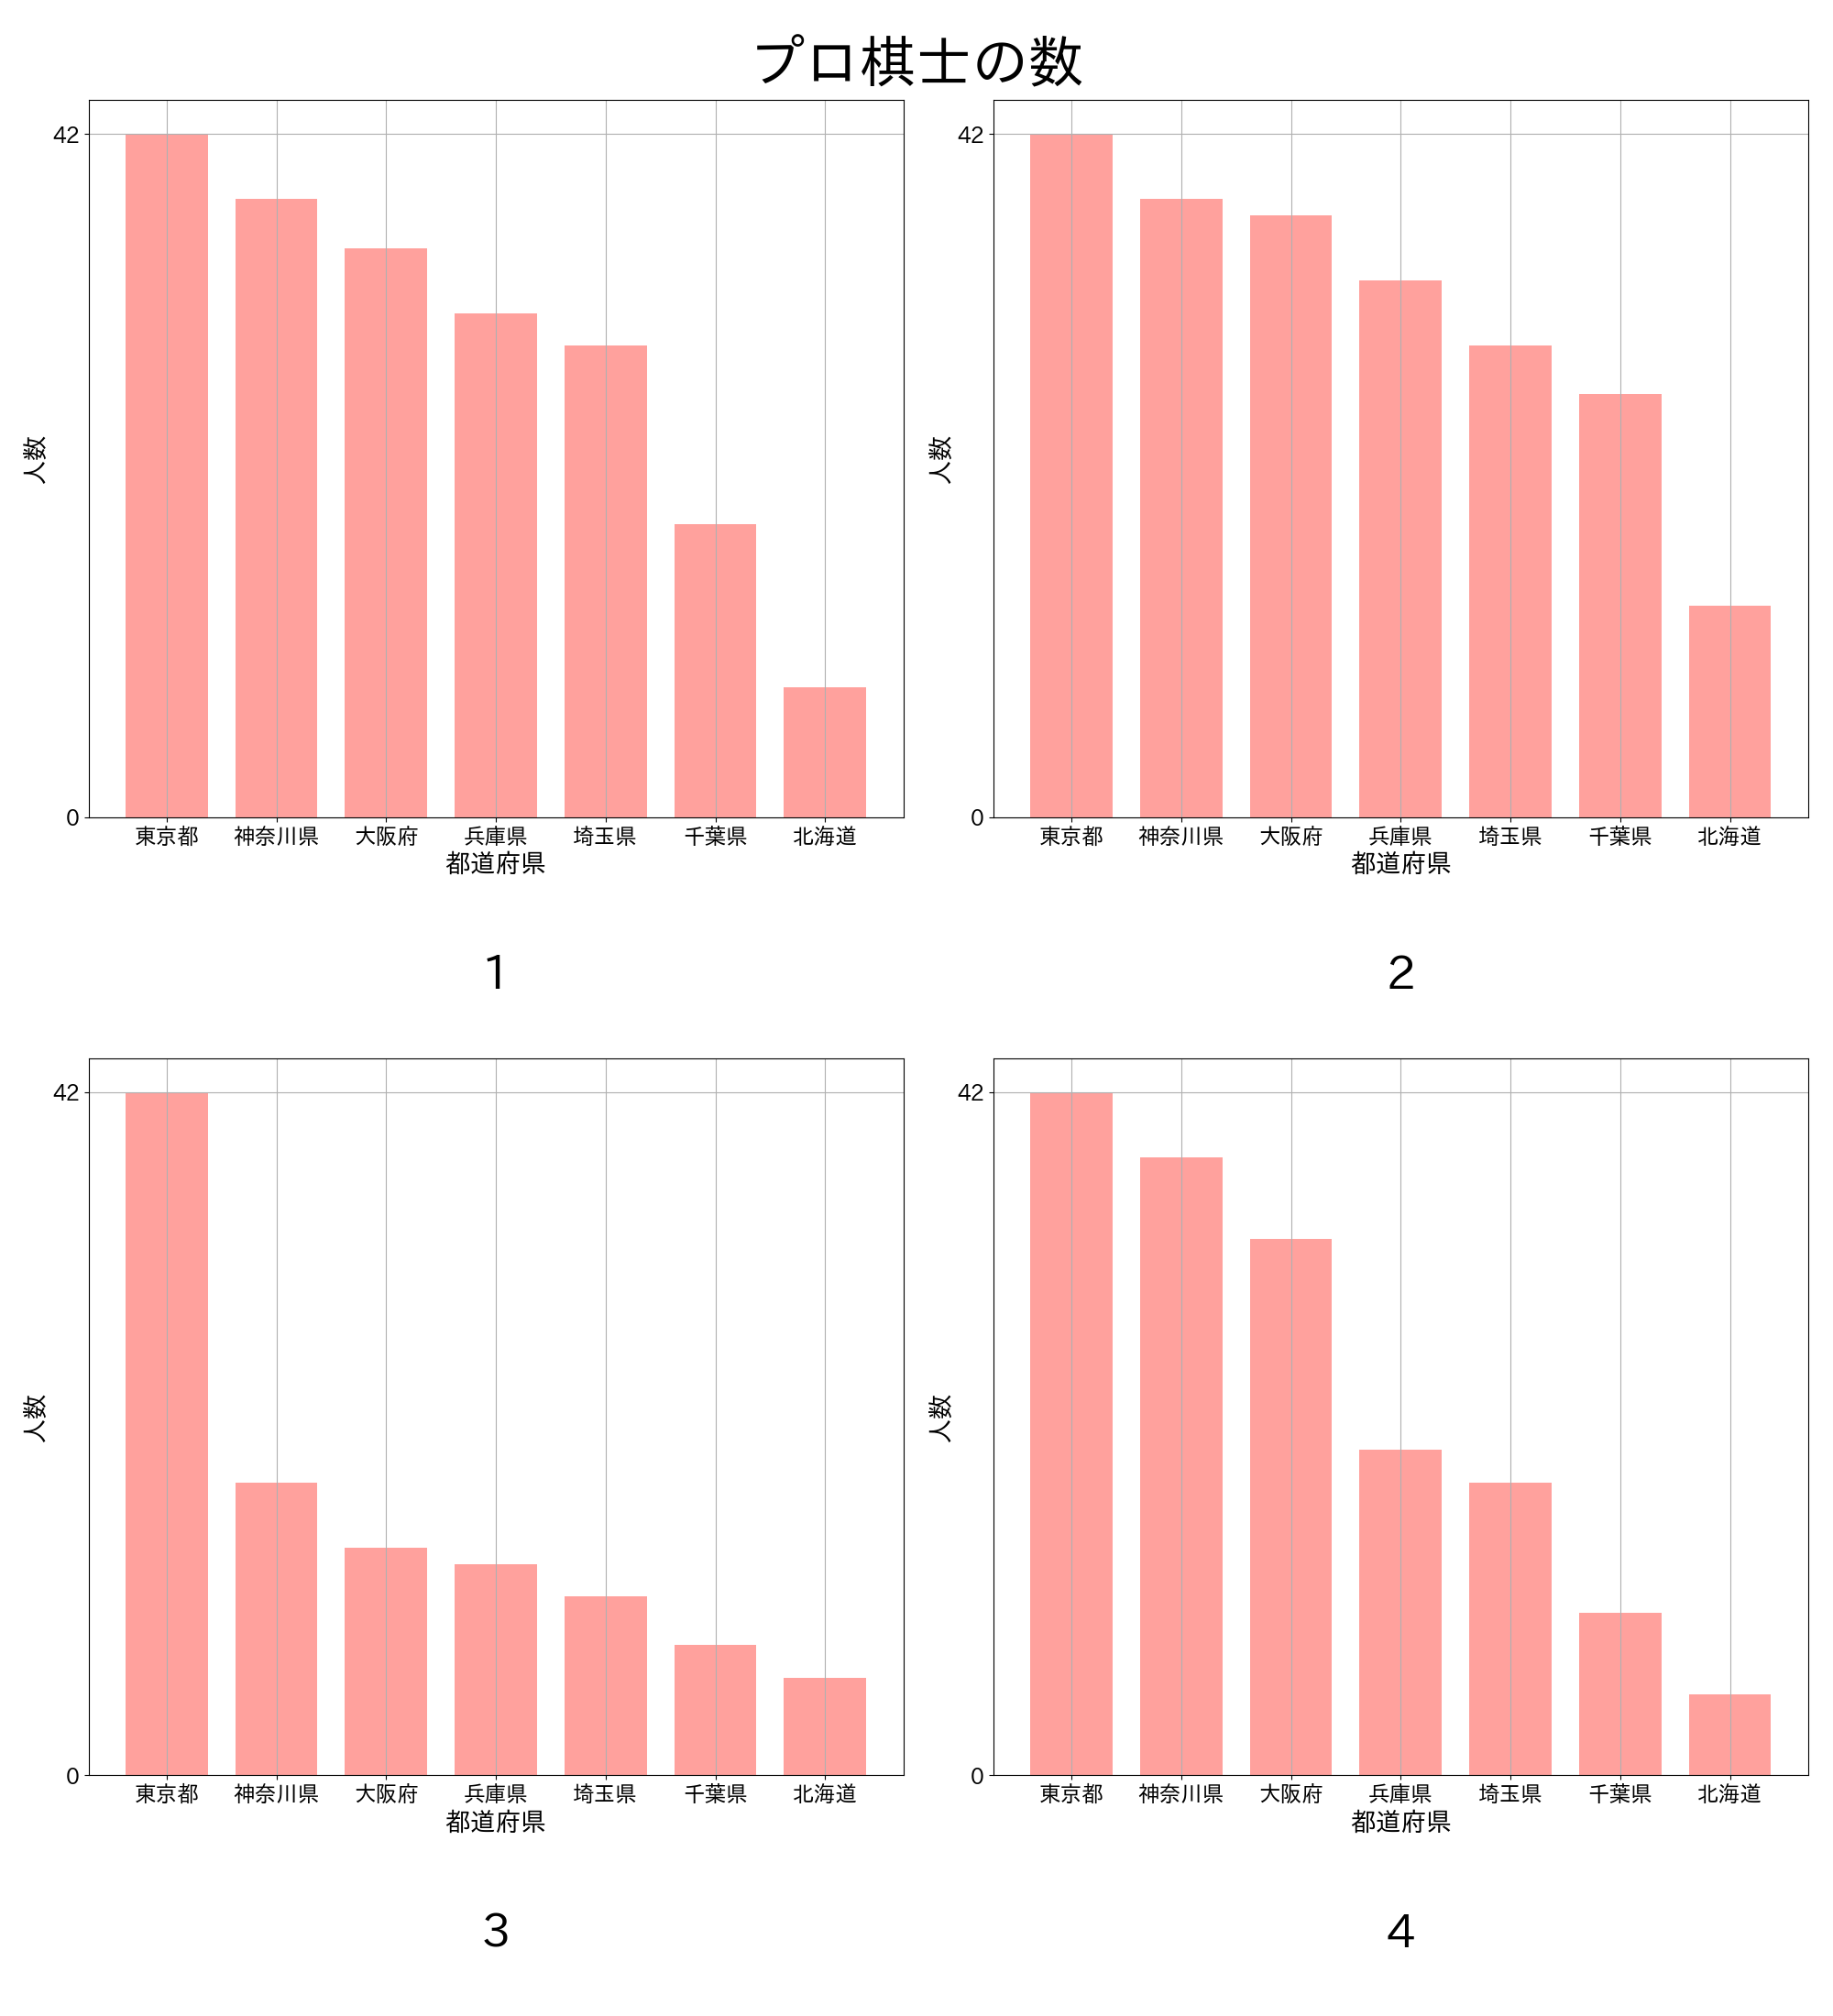 プロ棋士の数
42
0
人数
東京都 神奈川県 大阪府 兵庫県 埼玉県 千葉県 北海道
都道府県
1
42
0
人数
東京都 神奈川県 大阪府 兵庫県 埼玉県 千葉県 北海道
都道府県
2
42
0
人数
東京都 神奈川県 大阪府 兵庫県 埼玉県 千葉県 北海道
都道府県
3
42
0
人数
東京都 神奈川県 大阪府 兵庫県 埼玉県 千葉県 北海道
都道府県
4